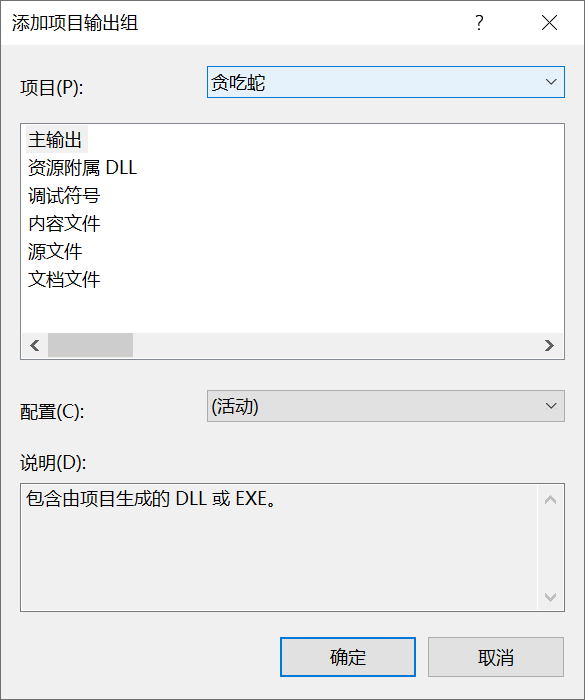 添加项目输出组
?
项目(P):
贪吃蛇
主输出
资源附属 DLL
调试符号
内容文件
源文件
文档文件
配置(C):
(活动)
说明(D):
包含由项目生成的 DLL 或 EXE。
确定
取消